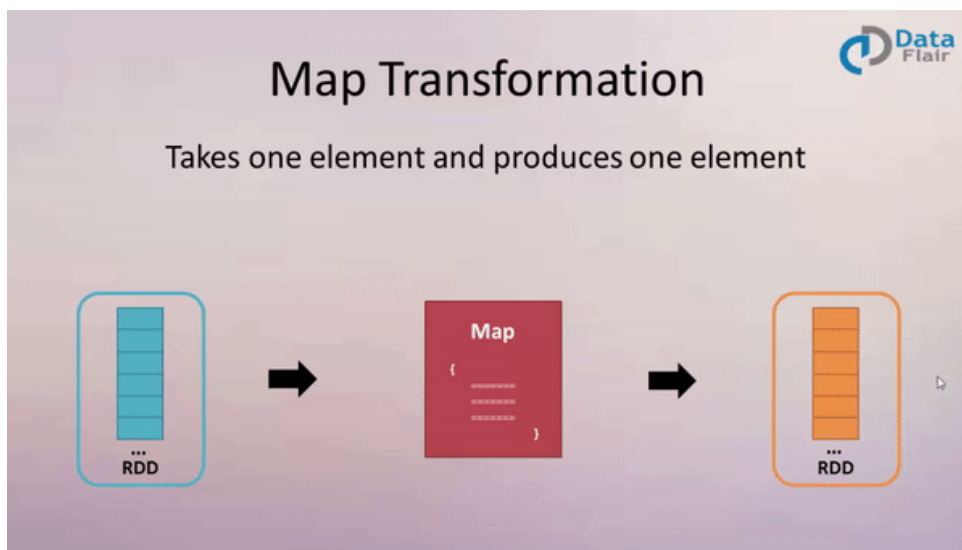 Data
Flair
Map Transformation
Takes one element and produces one element
Map
{
=======
=======
=======
}
...
RDD
...
RDD